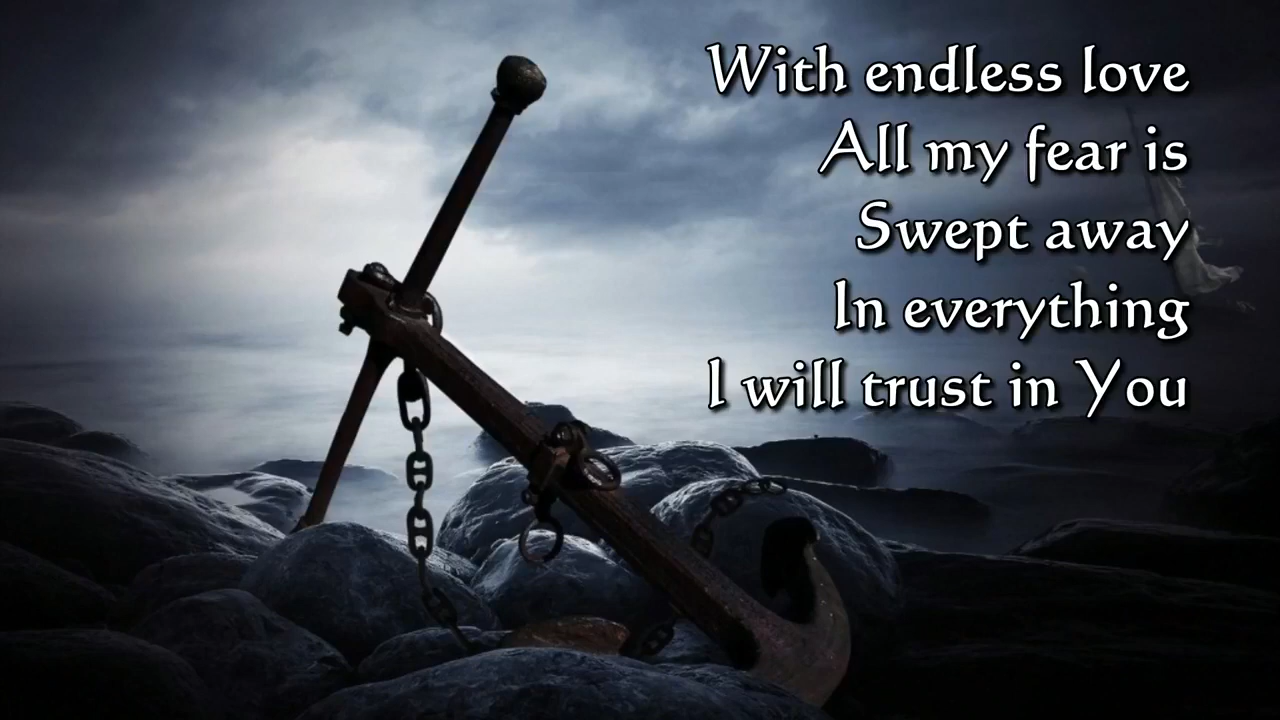 With endless love
All my fear is
Swept away
In everything
I will trust in You